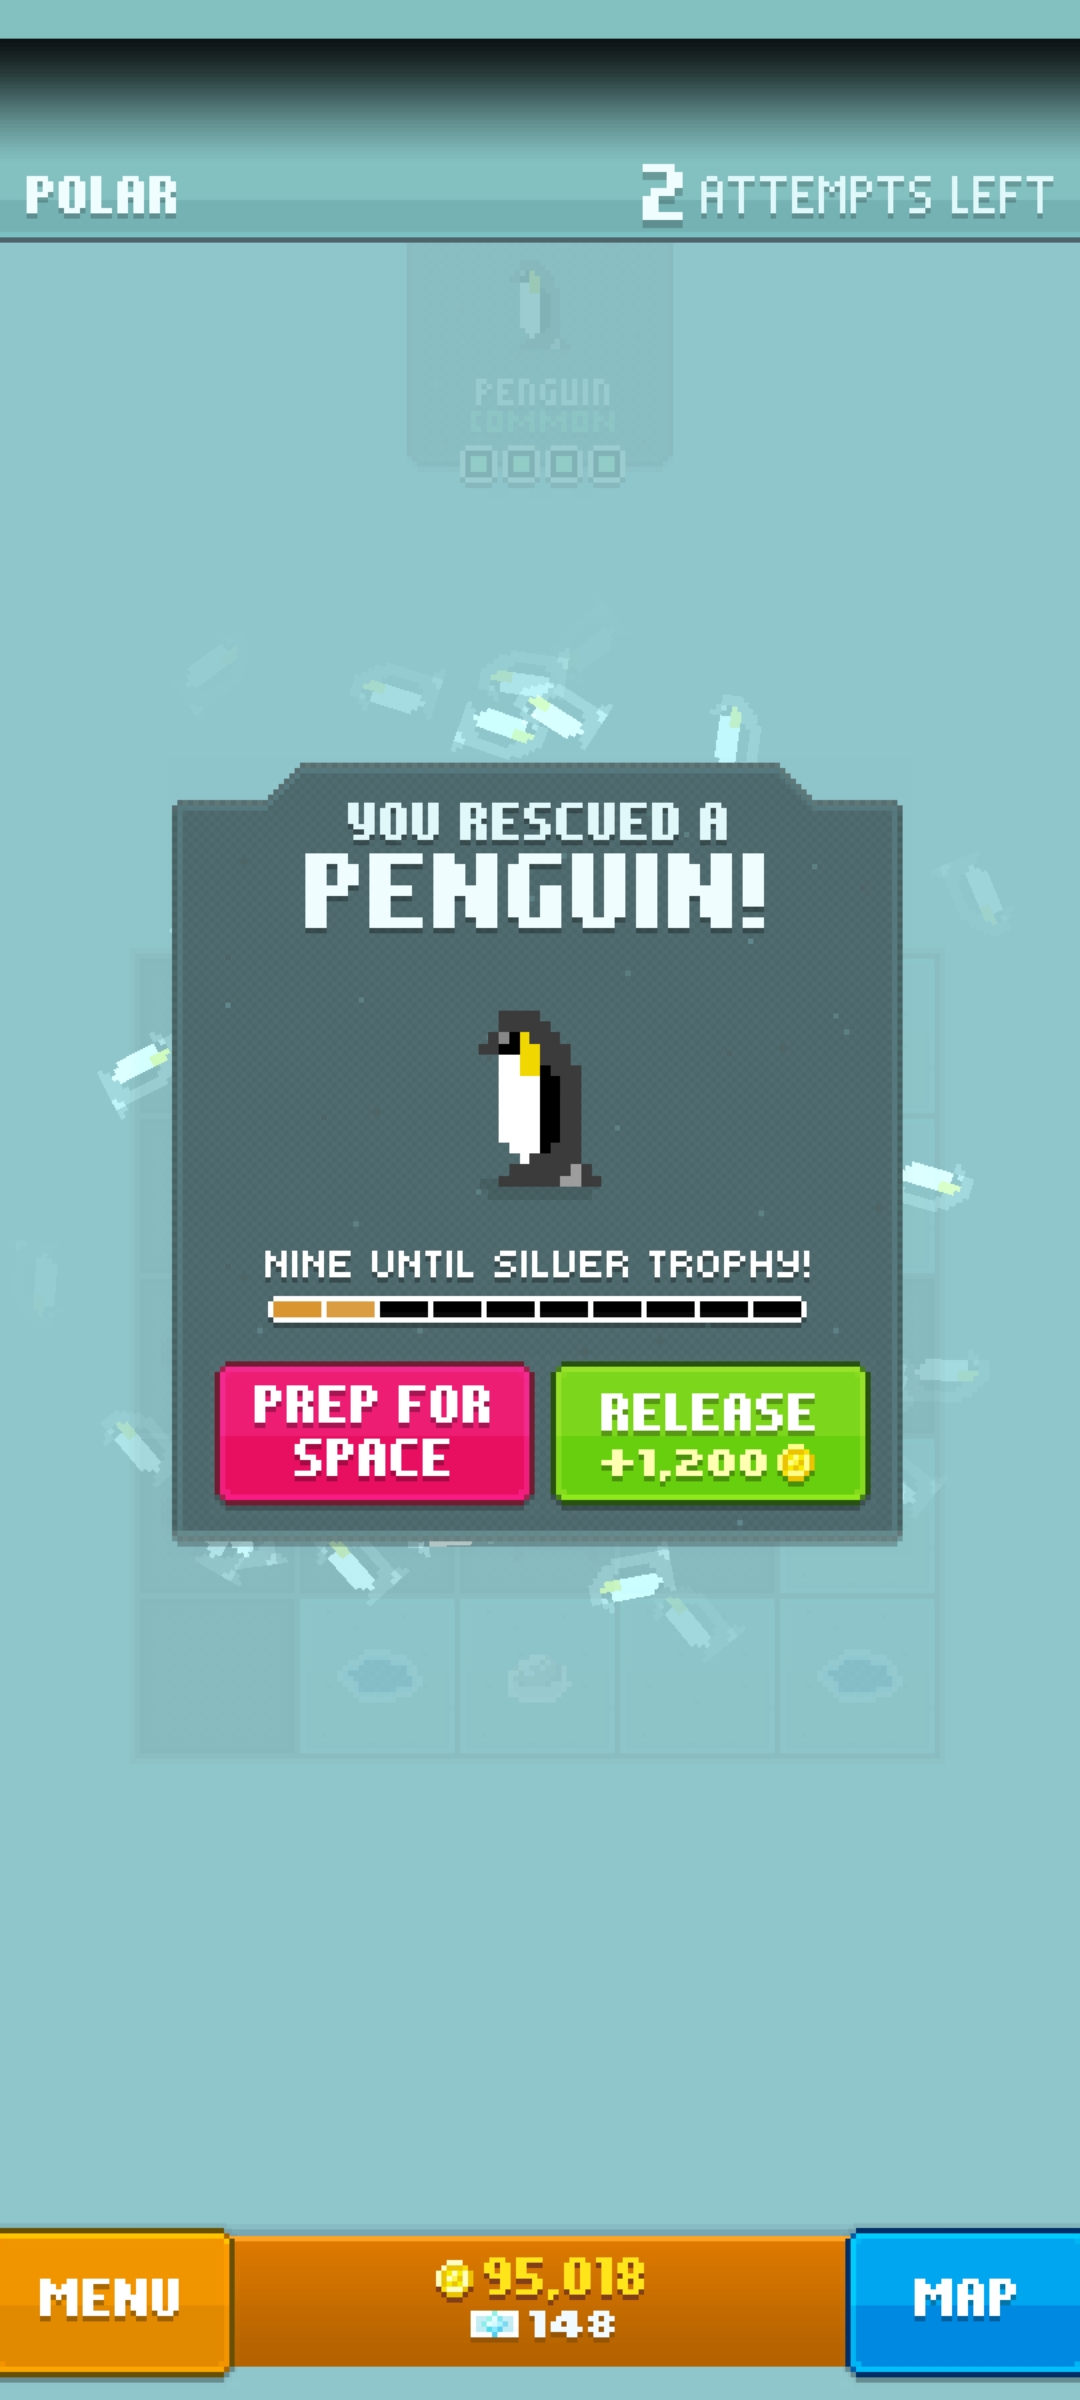 POLAR
2 ATTEMPTS LEFT
PENGUIN
COMMON
YOU RESCUED A
PENGUIN!
NINE UNTIL SILVER TROPHY!
PREP FOR
SPACE
RELEASE
+1,200
MENU
95,018
148
MAP